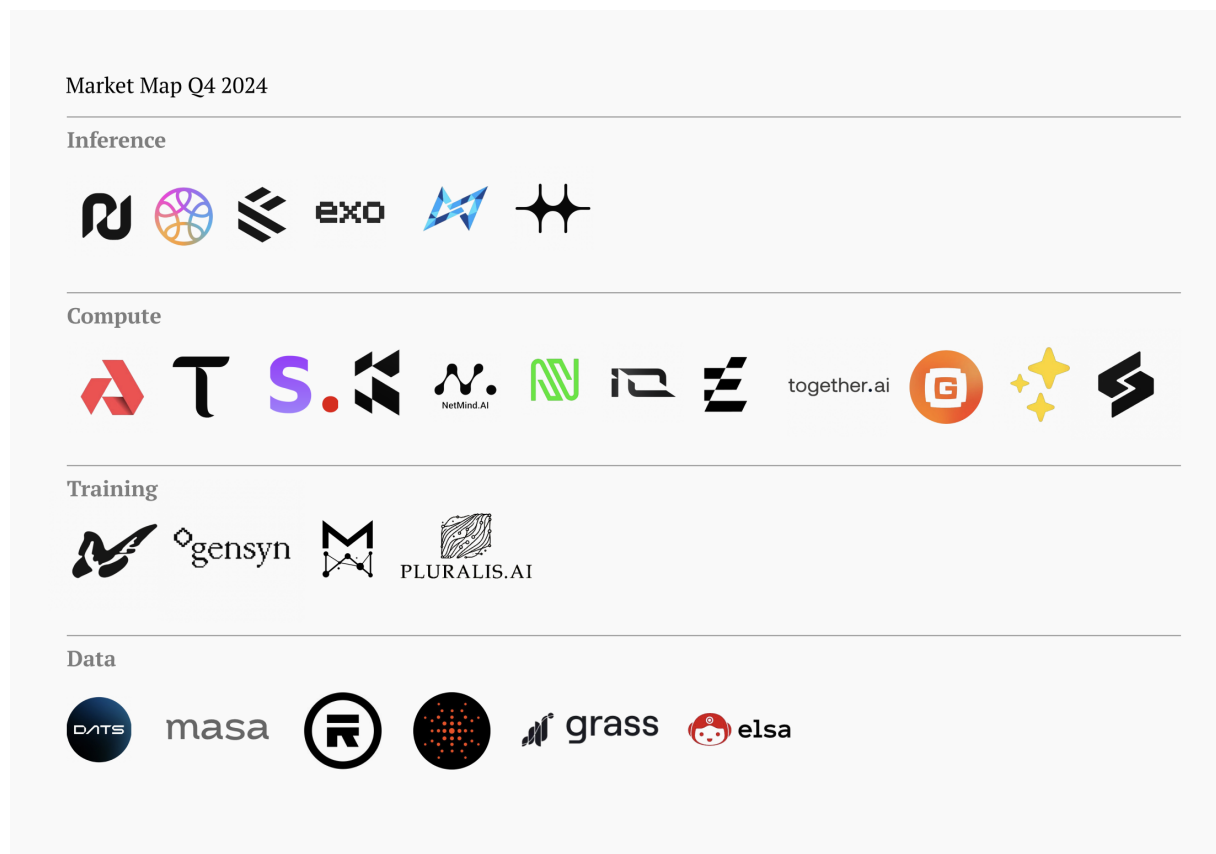 Market Map Q4 2024
Inference
exo
Compute
T
S.
NetMind.AI
IO
together.ai
G
Training
gensyn
M
PLURALIS.AI
Data
DATS
masa
R
grass
elsa